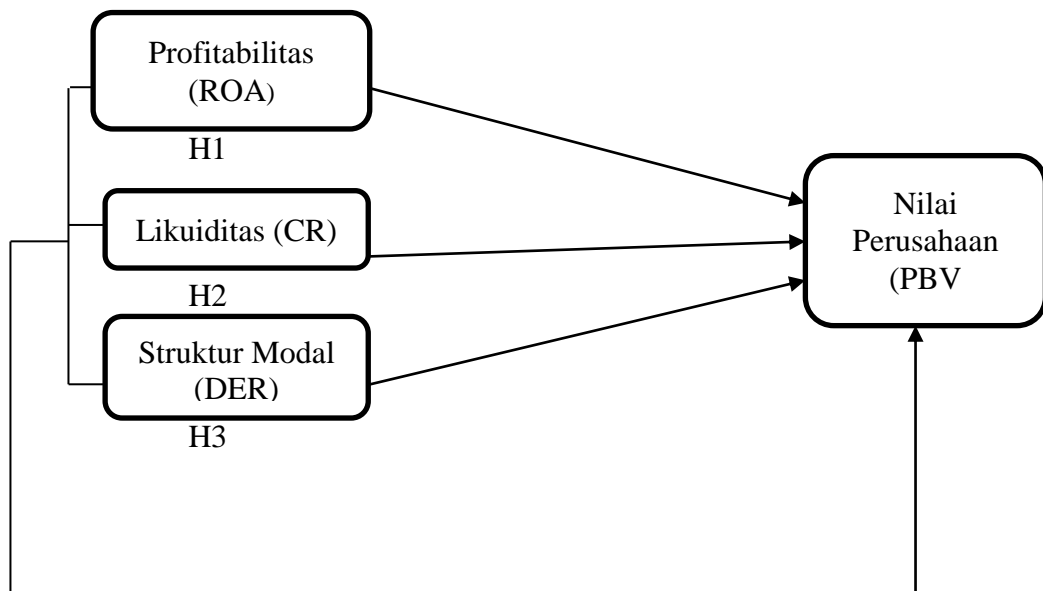 Profitabilitas
(ROA)
H1
Likuiditas (CR)
H2
Struktur Modal
(DER)
H3
Nilai
Perusahaan
(PBV